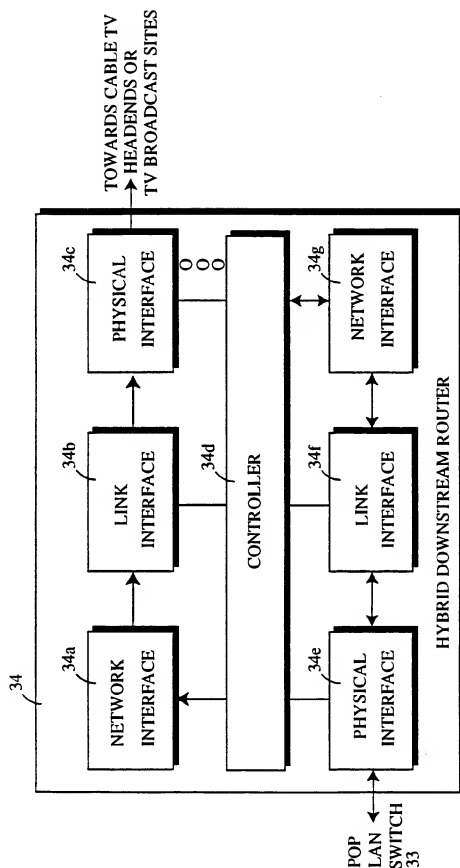 34
34a
NETWORK
INTERFACE
34b
LINK
INTERFACE
34c
PHYSICAL
INTERFACE
TOWARDS CABLE TV
HEADENDS OR
TV BROADCAST SITES
34d
CONTROLLER
O O O
34e
PHYSICAL
INTERFACE
34f
LINK
INTERFACE
34g
NETWORK
INTERFACE
POP
LAN
SWITCH
33
HYBRID DOWNSTREAM ROUTER